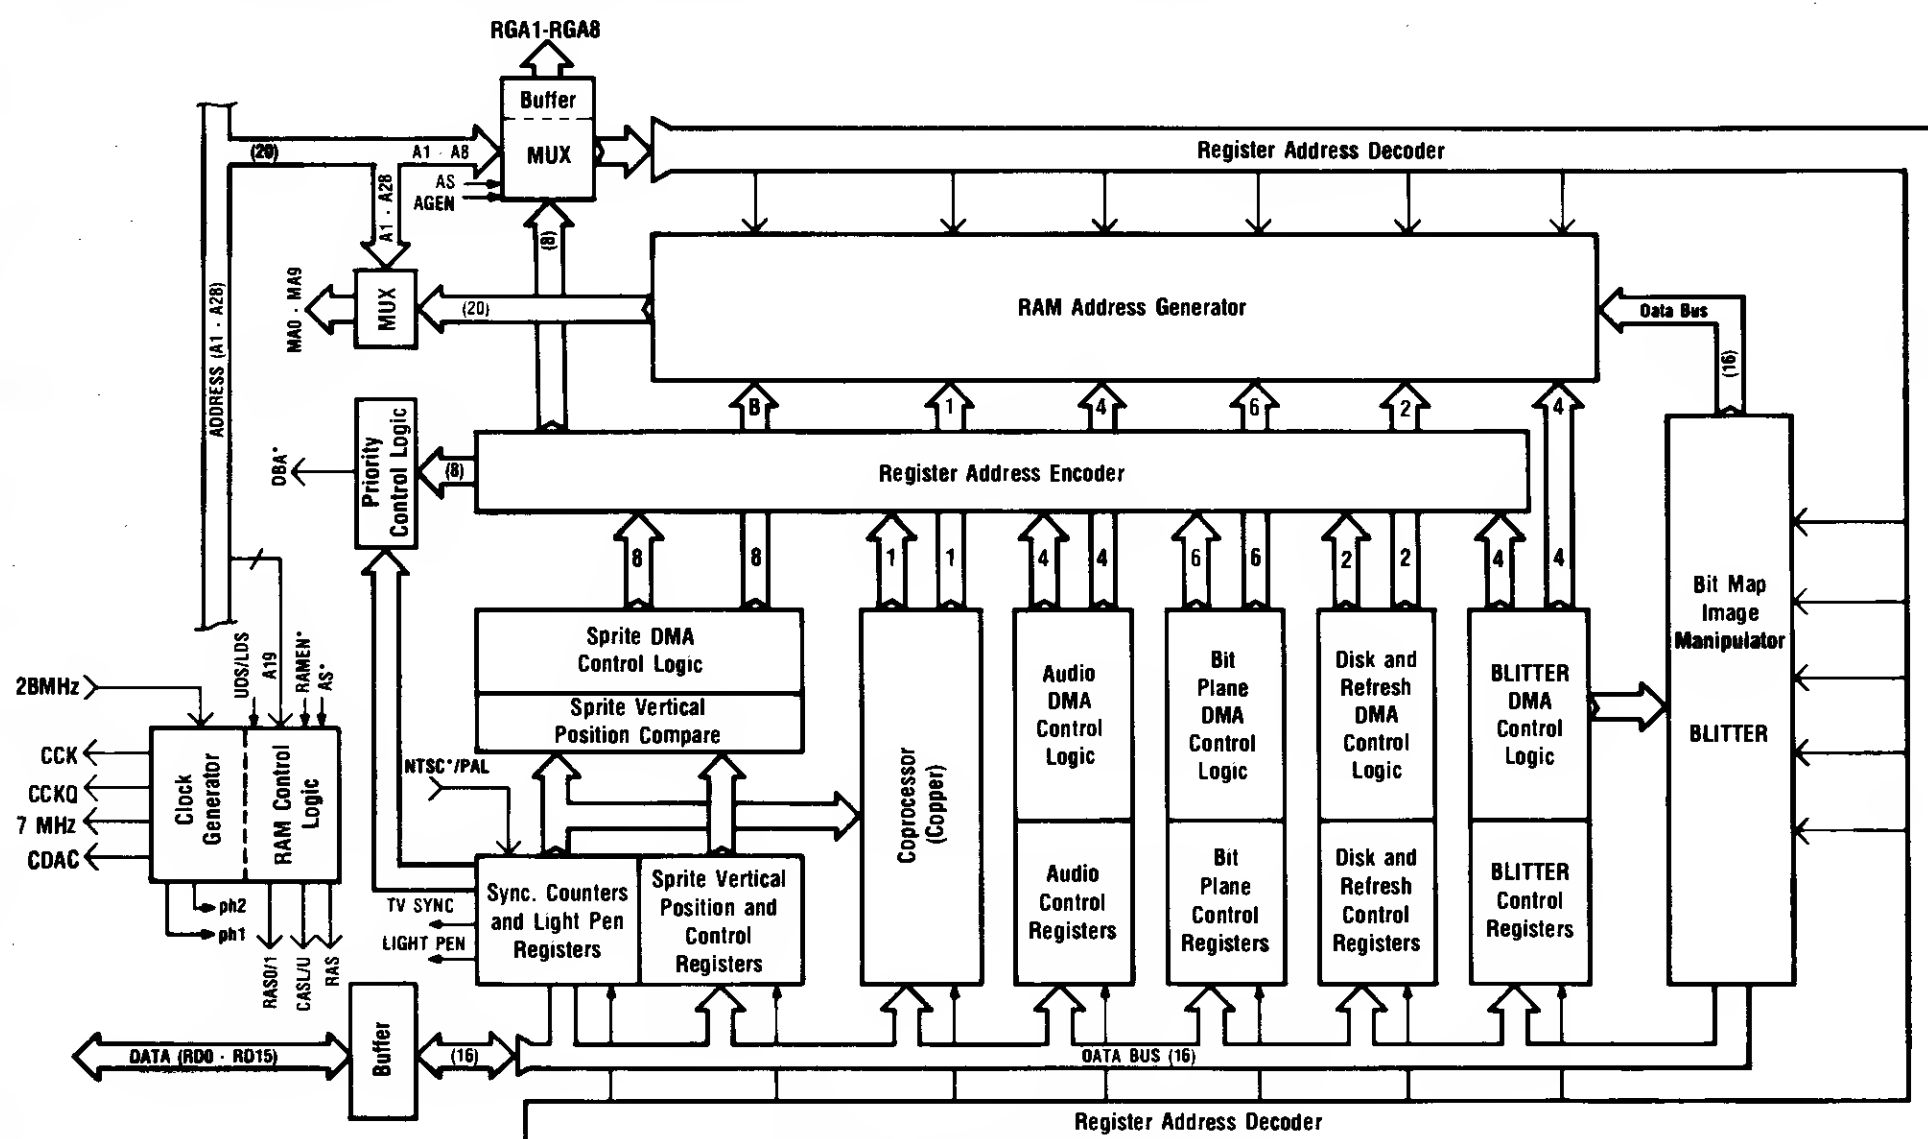 RGA1-RGA8
Buffer
MUX
(20)
A1 - A8
AS
AGEN
Register Address Decoder
A1 - A28
(8)
MA0 - MA9
MUX
(20)
RAM Address Generator
Data Bus
(16)
ADDRESS (A1 - A28)
8
1
4
6
2
4
DBA*
Priority
Control Logic
(8)
Register Address Encoder
8
8
1
1
4
4
6
6
2
2
4
4
Sprite DMA
Control Logic
Sprite Vertical
Position Compare
Coprocessor
(Copper)
Audio
DMA
Control
Logic
Bit
Plane
DMA
Control
Logic
Disk and
Refresh
DMA
Control
Logic
BLITTER
DMA
Control
Logic
Bit Map
Image
Manipulator
BLITTER
28MHz
UDS/LDS
A19
RAMEN*
AS*
CCK
CCKQ
7 MHz
CDAC
Clock
Generator
RAM Control
Logic
ph2
ph1
RAS0/1
CASL/U
RAS
NTSC*/PAL
TV SYNC
LIGHT PEN
Sync. Counters
and Light Pen
Registers
Sprite Vertical
Position and
Control
Registers
Audio
Control
Registers
Bit
Plane
Control
Registers
Disk and
Refresh
Control
Registers
BLITTER
Control
Registers
DATA (RD0 - RD15)
Buffer
(16)
DATA BUS (16)
Register Address Decoder